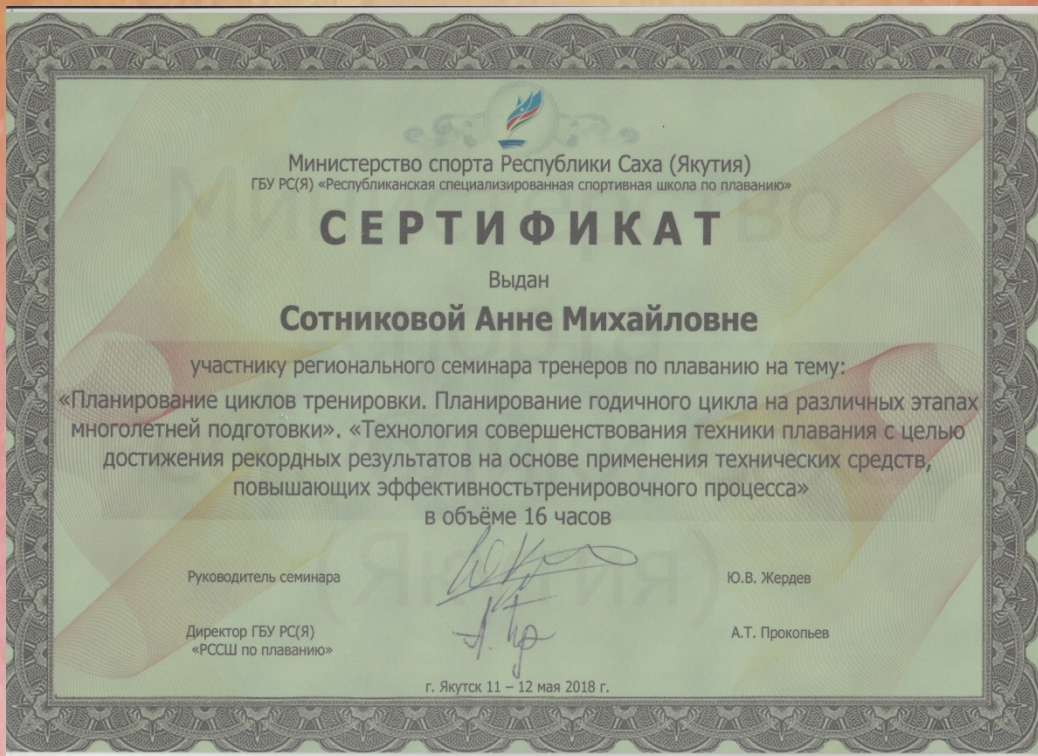 Министерство спорта Республики Саха (Якутия)
ГБУ РС(Я) «Республиканская специализированная спортивная школа по плаванию»
СЕРТИФИКАТ
Выдан
Сотниковой Анне Михайловне
участнику регионального семинара тренеров по плаванию на тему:
«Планирование циклов тренировки. Планирование годичного цикла на различных этапах
многолетней подготовки». «Технология совершенствования техники плавания с целью
достижения рекордных результатов на основе применения технических средств,
повышающих эффективностьтренировочного процесса»
в объёме 16 часов
Руководитель семинара
Ю.В. Жердев
Директор ГБУ РС(Я)
«РССШ по плаванию»
А.Т. Прокопьев
г. Якутск 11 – 12 мая 2018 г.